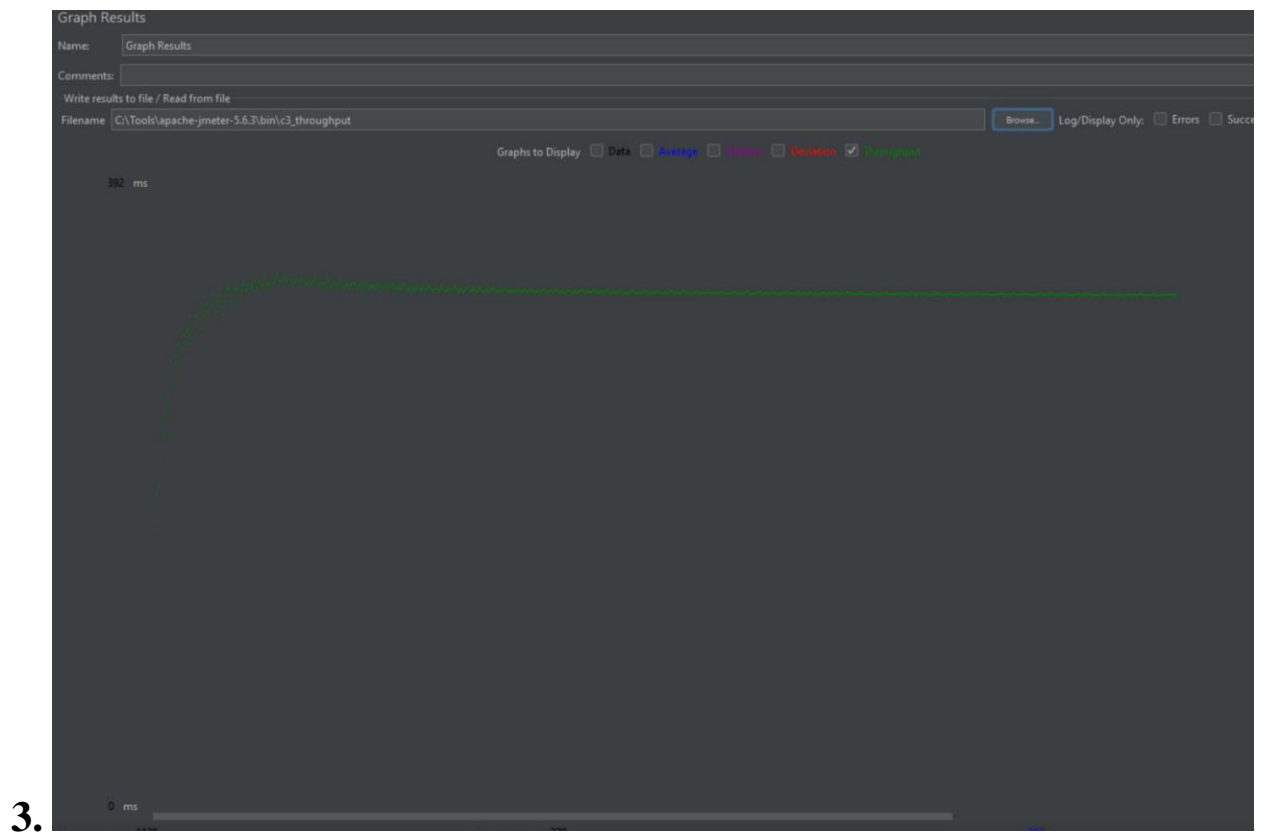 Graph Results
Name: Graph Results
Comments:
Write results to file / Read from file
Filename C:\Tools\apache-jmeter-5.6.3\bin\c3_throughput Browse... Log/Display Only: Errors Succe
Graphs to Display Data Average Median Deviation Throughput
392 ms
0 ms
3.